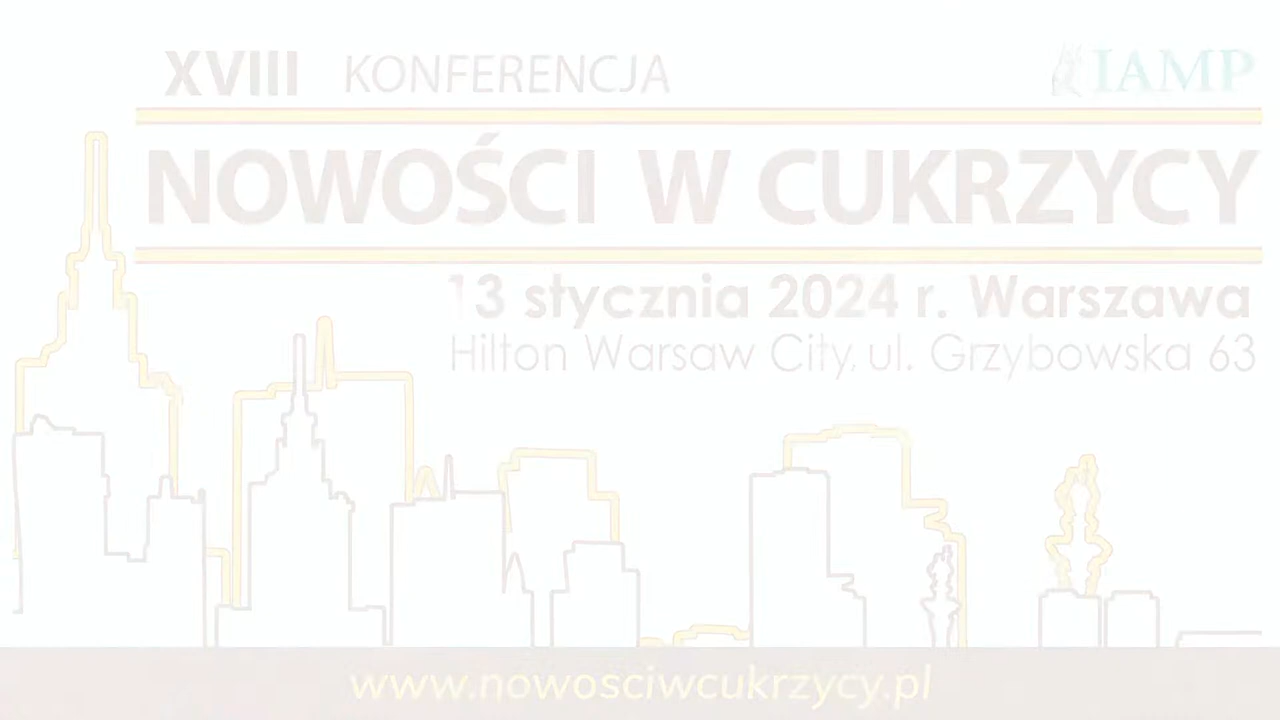 XVIII KONFERENCJA IAMP
NOWOŚCI W CUKRZYCY
13 stycznia 2024 r. Warszawa
Hilton Warsaw City, ul. Grzybowska 63
www.nowosciwcukrzycy.pl